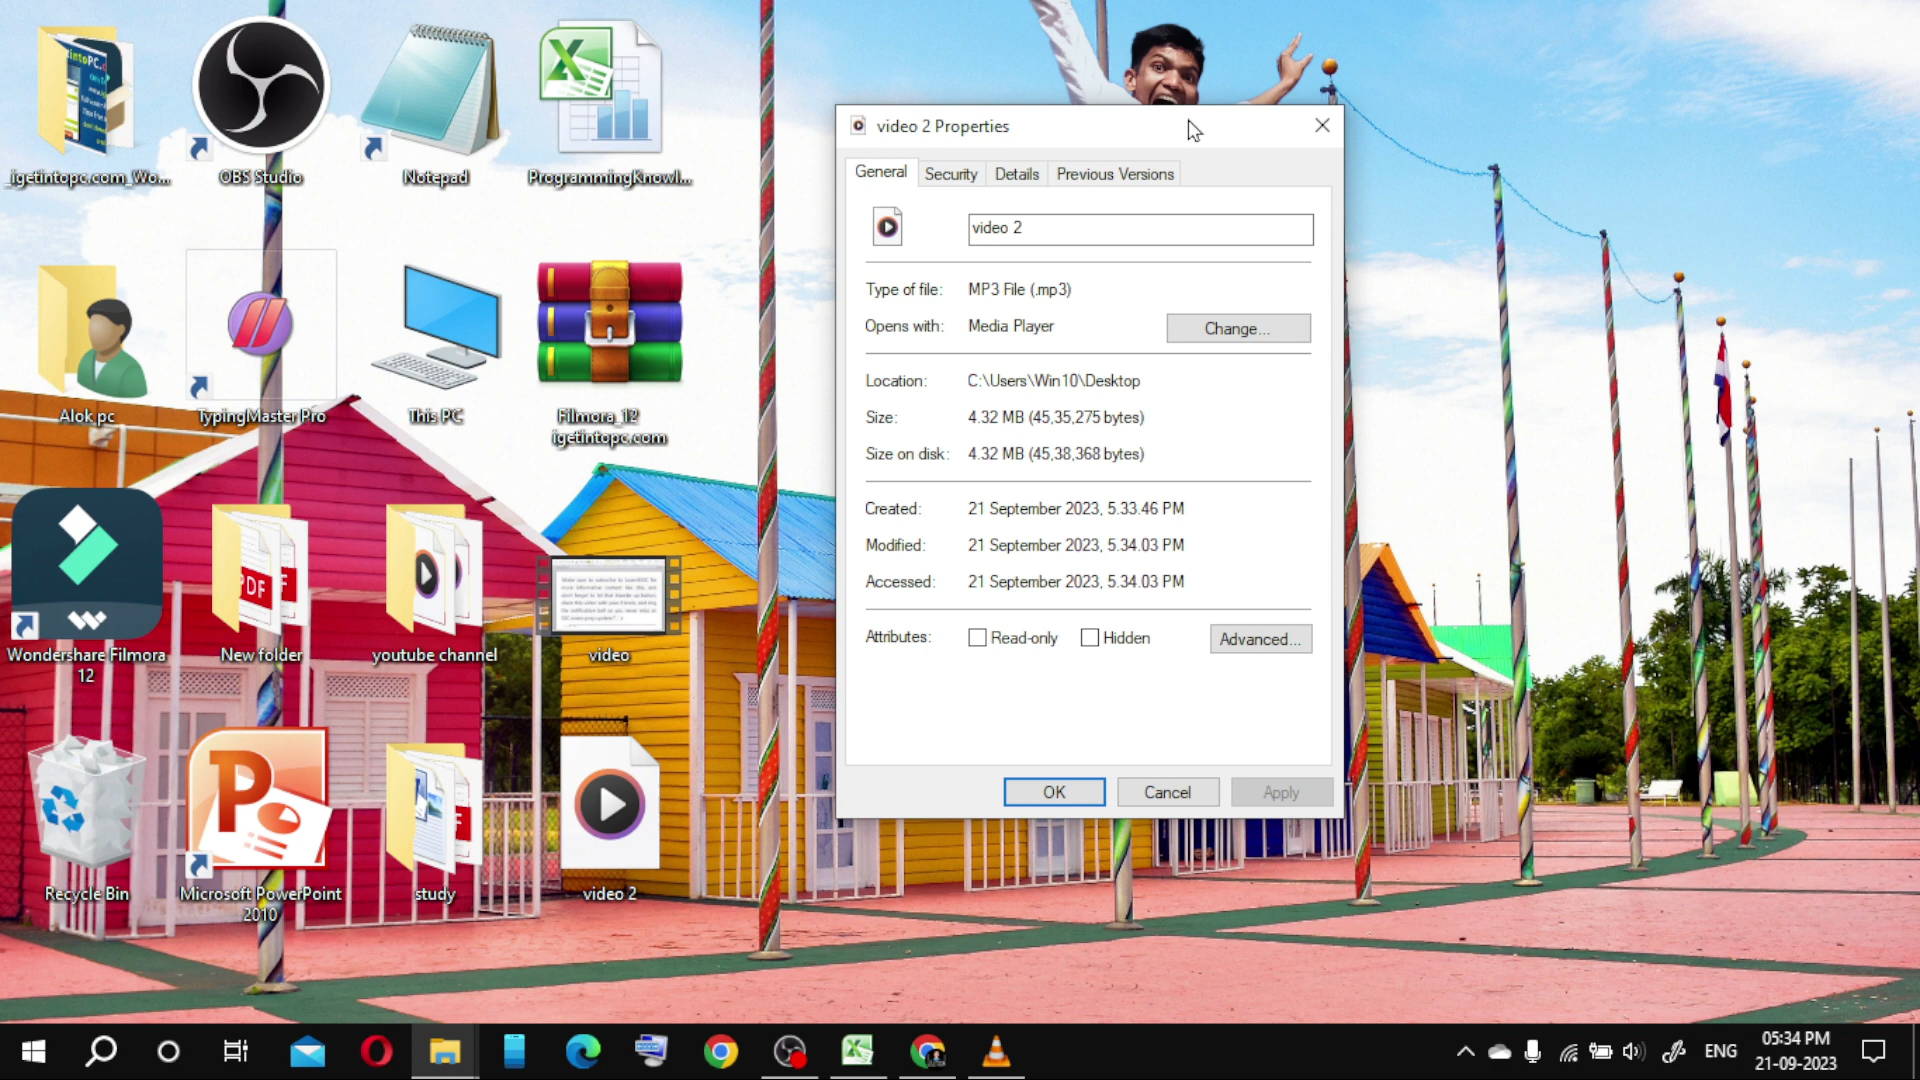 igetintopc.com_Wo...
OBS Studio
Notepad
ProgrammingKnowl...
Alok pc
TypingMaster Pro
This PC
Filmora_12
igetintopc.com
Wondershare Filmora
12
New folder
youtube channel
video
Recycle Bin
Microsoft PowerPoint
2010
study
video 2
video 2 Properties
General
Security
Details
Previous Versions
video 2
Type of file: MP3 File (.mp3)
Opens with: Media Player
Change...
Location: C:\Users\Win10\Desktop
Size: 4.32 MB (45,35,275 bytes)
Size on disk: 4.32 MB (45,38,368 bytes)
Created: 21 September 2023, 5.33.46 PM
Modified: 21 September 2023, 5.34.03 PM
Accessed: 21 September 2023, 5.34.03 PM
Attributes: Read-only Hidden Advanced...
OK Cancel Apply
ENG
05:34 PM
21-09-2023